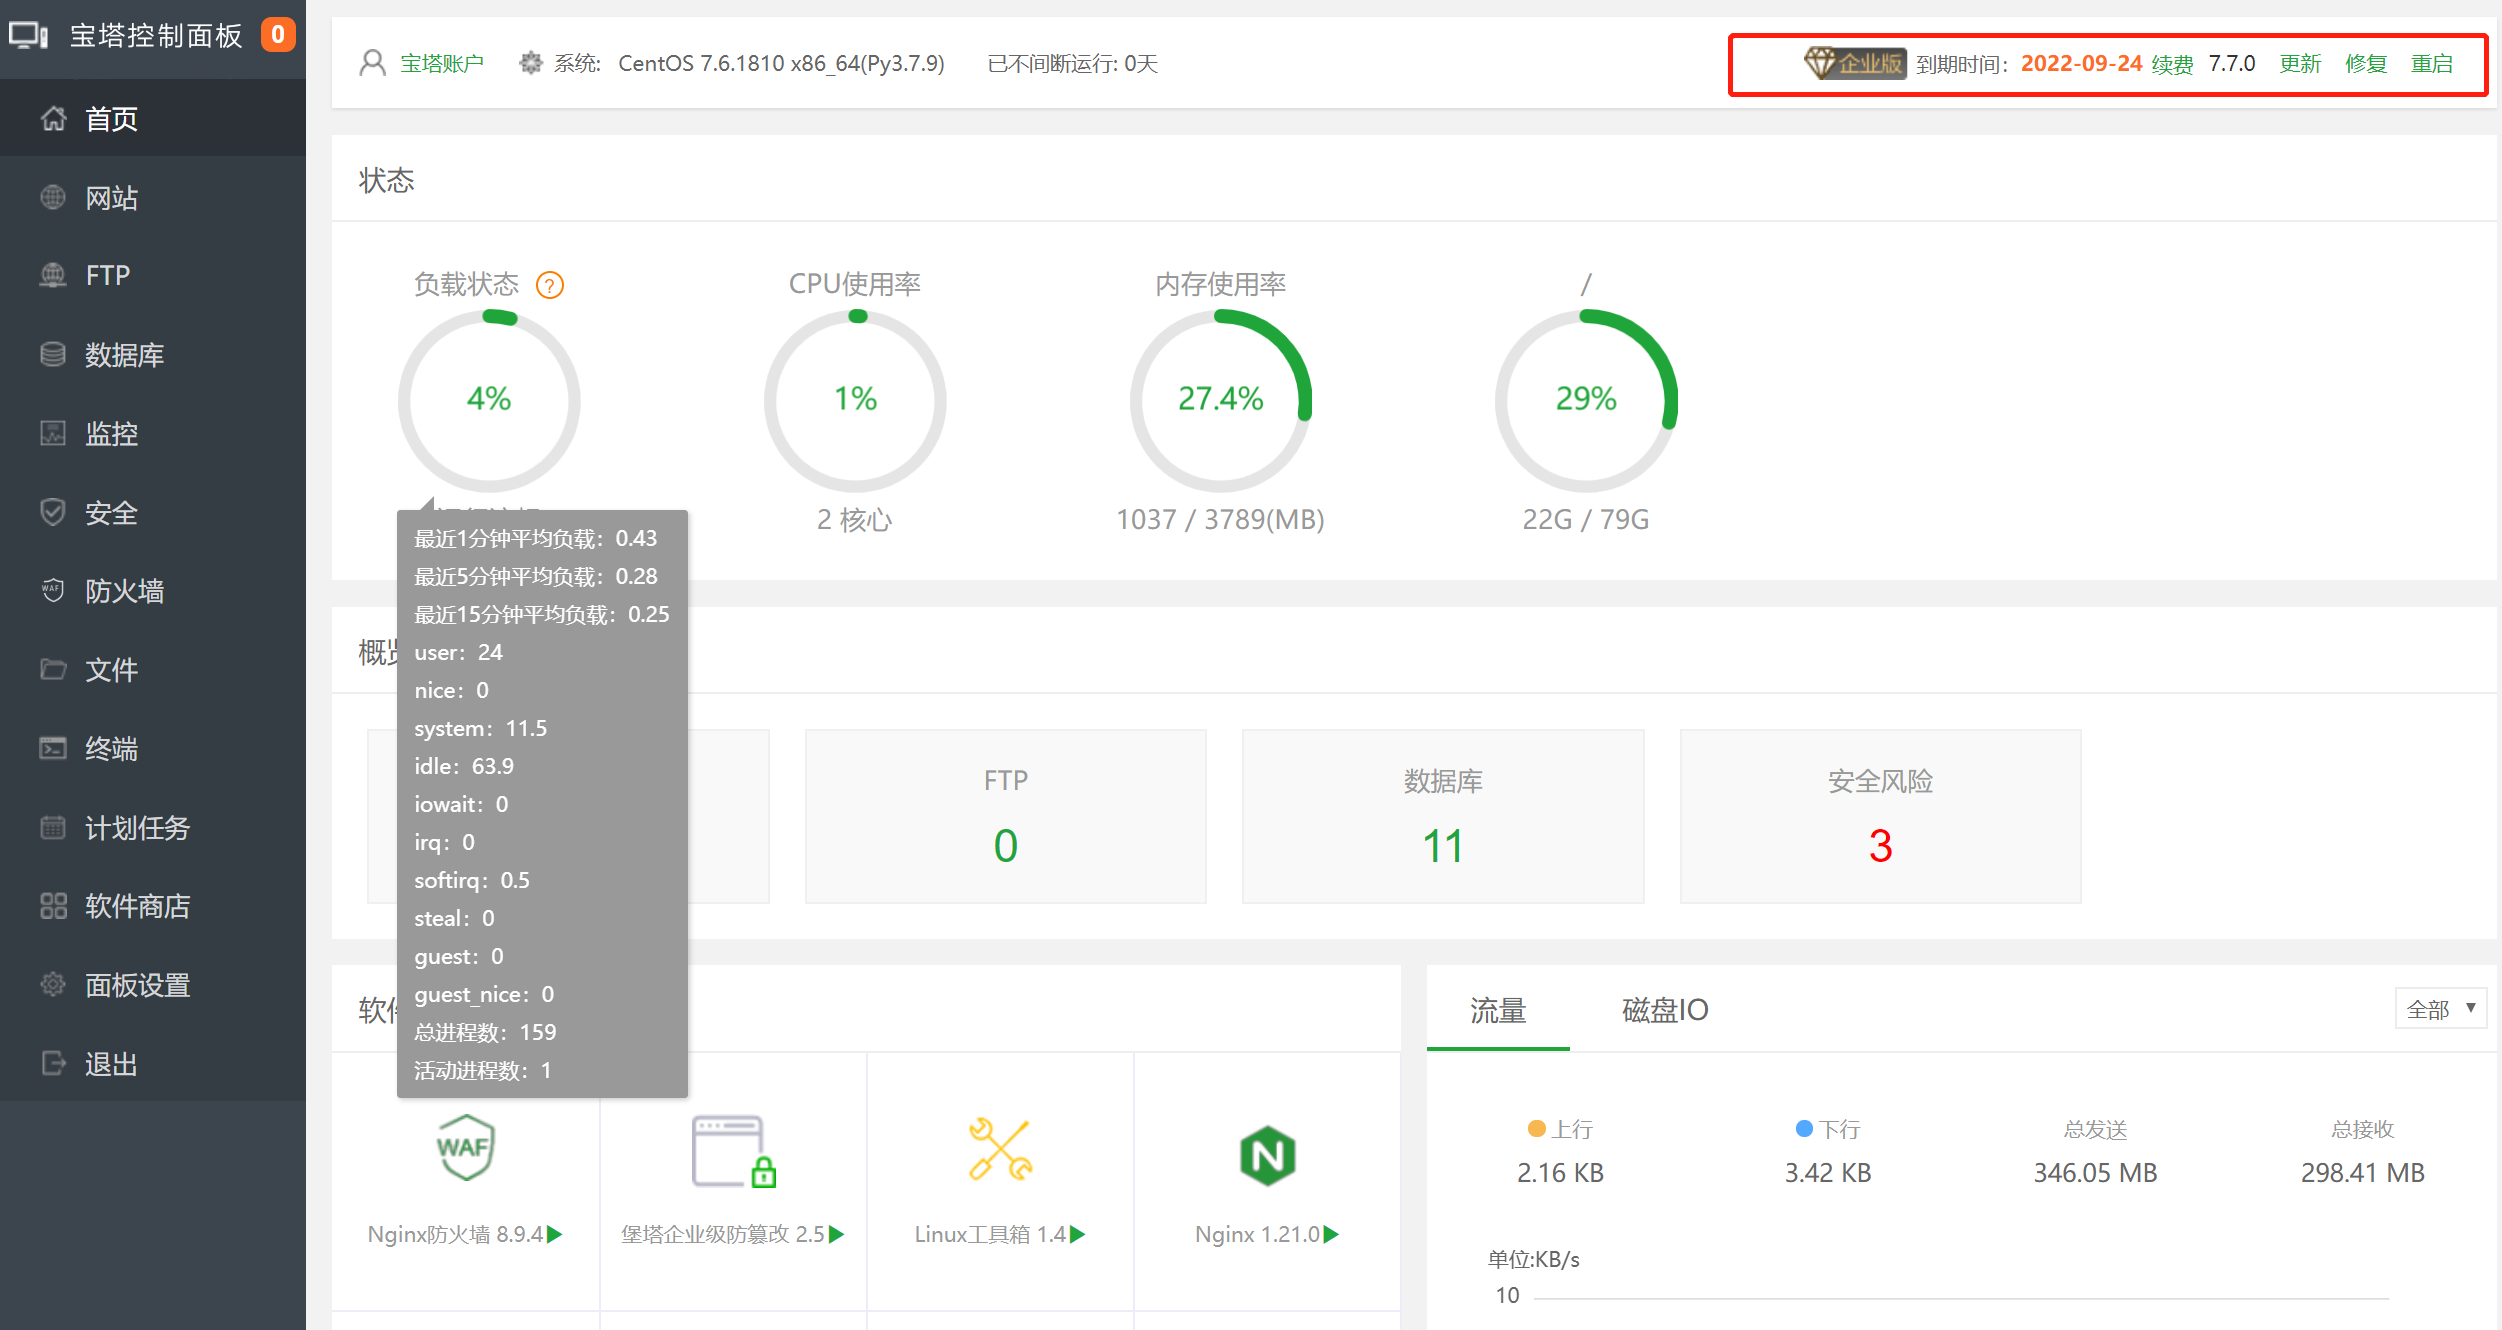 宝塔控制面板 0
首页
网站
FTP
数据库
监控
安全
WAF 防火墙
文件
终端
计划任务
软件商店
面板设置
退出
宝塔账户 系统: CentOS 7.6.1810 x86_64(Py3.7.9) 已不间断运行: 0天
企业版 到期时间: 2022-09-24 续费 7.7.0 更新 修复 重启
状态
负载状态 ? CPU使用率 内存使用率 /
4% 1% 27.4% 29%
2 核心 1037 / 3789(MB) 22G / 79G
最近1分钟平均负载：0.43
最近5分钟平均负载：0.28
最近15分钟平均负载：0.25
user：24
nice：0
system：11.5
idle：63.9
iowait：0
irq：0
softirq：0.5
steal：0
guest：0
guest_nice：0
总进程数：159
活动进程数：1
概
FTP 数据库 安全风险
0 11 3
软
WAF N
Nginx防火墙 8.9.4 堡塔企业级防篡改 2.5 Linux工具箱 1.4 Nginx 1.21.0
流量 磁盘IO 全部
上行 下行 总发送 总接收
2.16 KB 3.42 KB 346.05 MB 298.41 MB
单位:KB/s
10